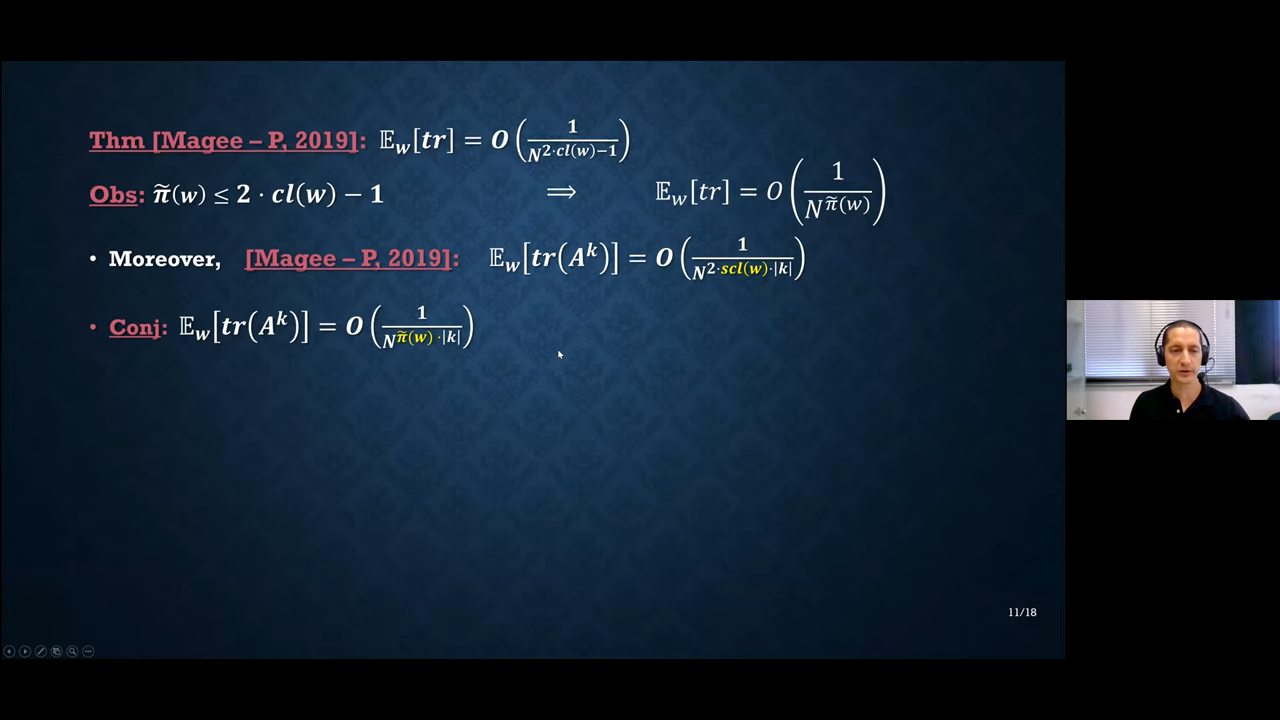 Thm [Magee – P, 2019]: 𝔼_w[tr] = O(1/N^{2·cl(w)−1})
Obs: π̃(w) ≤ 2 · cl(w) − 1 ⟹ 𝔼_w[tr] = O(1/N^{π̃(w)})
• Moreover, [Magee – P, 2019]: 𝔼_w[tr(A^k)] = O(1/N^{2·scl(w)·|k|})
• Conj: 𝔼_w[tr(A^k)] = O(1/N^{π̃(w)·|k|})
11/18